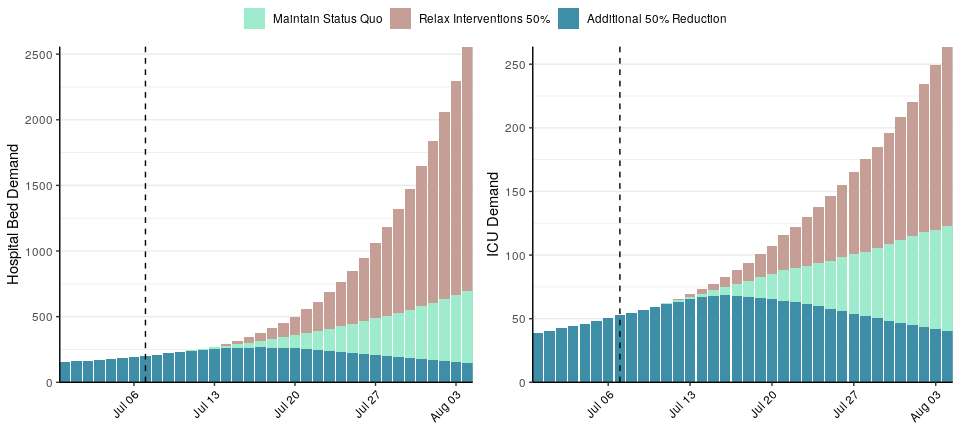 Maintain Status Quo Relax Interventions 50% Additional 50% Reduction
Hospital Bed Demand
2500
2000
1500
1000
500
0
Jul 06 Jul 13 Jul 20 Jul 27 Aug 03
ICU Demand
250
200
150
100
50
0
Jul 06 Jul 13 Jul 20 Jul 27 Aug 03